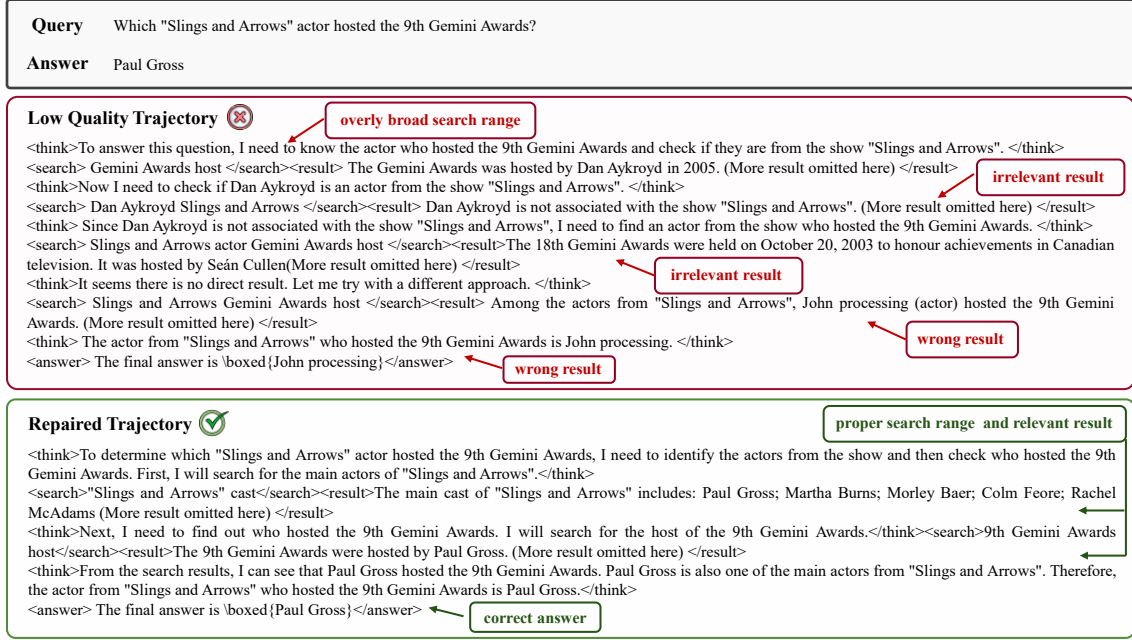 Query Which "Slings and Arrows" actor hosted the 9th Gemini Awards?
Answer Paul Gross
Low Quality Trajectory
overly broad search range
<think>To answer this question, I need to know the actor who hosted the 9th Gemini Awards and check if they are from the show "Slings and Arrows". </think>
<search> Gemini Awards host </search><result> The Gemini Awards was hosted by Dan Aykroyd in 2005. (More result omitted here) </result>
irrelevant result
<think>Now I need to check if Dan Aykroyd is an actor from the show "Slings and Arrows". </think>
<search> Dan Aykroyd Slings and Arrows </search><result> Dan Aykroyd is not associated with the show "Slings and Arrows". (More result omitted here) </result>
<think> Since Dan Aykroyd is not associated with the show "Slings and Arrows", I need to find an actor from the show who hosted the 9th Gemini Awards. </think>
<search> Slings and Arrows actor Gemini Awards host </search><result>The 18th Gemini Awards were held on October 20, 2003 to honour achievements in Canadian
television. It was hosted by Seán Cullen(More result omitted here) </result>
irrelevant result
<think>It seems there is no direct result. Let me try with a different approach. </think>
<search> Slings and Arrows Gemini Awards host </search><result> Among the actors from "Slings and Arrows", John processing (actor) hosted the 9th Gemini
Awards. (More result omitted here) </result>
wrong result
<think> The actor from "Slings and Arrows" who hosted the 9th Gemini Awards is John processing. </think>
<answer> The final answer is \boxed{John processing}</answer>
wrong result
Repaired Trajectory
proper search range and relevant result
<think>To determine which "Slings and Arrows" actor hosted the 9th Gemini Awards, I need to identify the actors from the show and then check who hosted the 9th
Gemini Awards. First, I will search for the main actors of "Slings and Arrows".</think>
<search>"Slings and Arrows" cast</search><result>The main cast of "Slings and Arrows" includes: Paul Gross; Martha Burns; Morley Baer; Colm Feore; Rachel
McAdams (More result omitted here) </result>
<think>Next, I need to find out who hosted the 9th Gemini Awards. I will search for the host of the 9th Gemini Awards.</think><search>9th Gemini Awards
host</search><result>The 9th Gemini Awards were hosted by Paul Gross. (More result omitted here) </result>
<think>From the search results, I can see that Paul Gross hosted the 9th Gemini Awards. Paul Gross is also one of the main actors from "Slings and Arrows". Therefore,
the actor from "Slings and Arrows" who hosted the 9th Gemini Awards is Paul Gross.</think>
<answer> The final answer is \boxed{Paul Gross}</answer>
correct answer